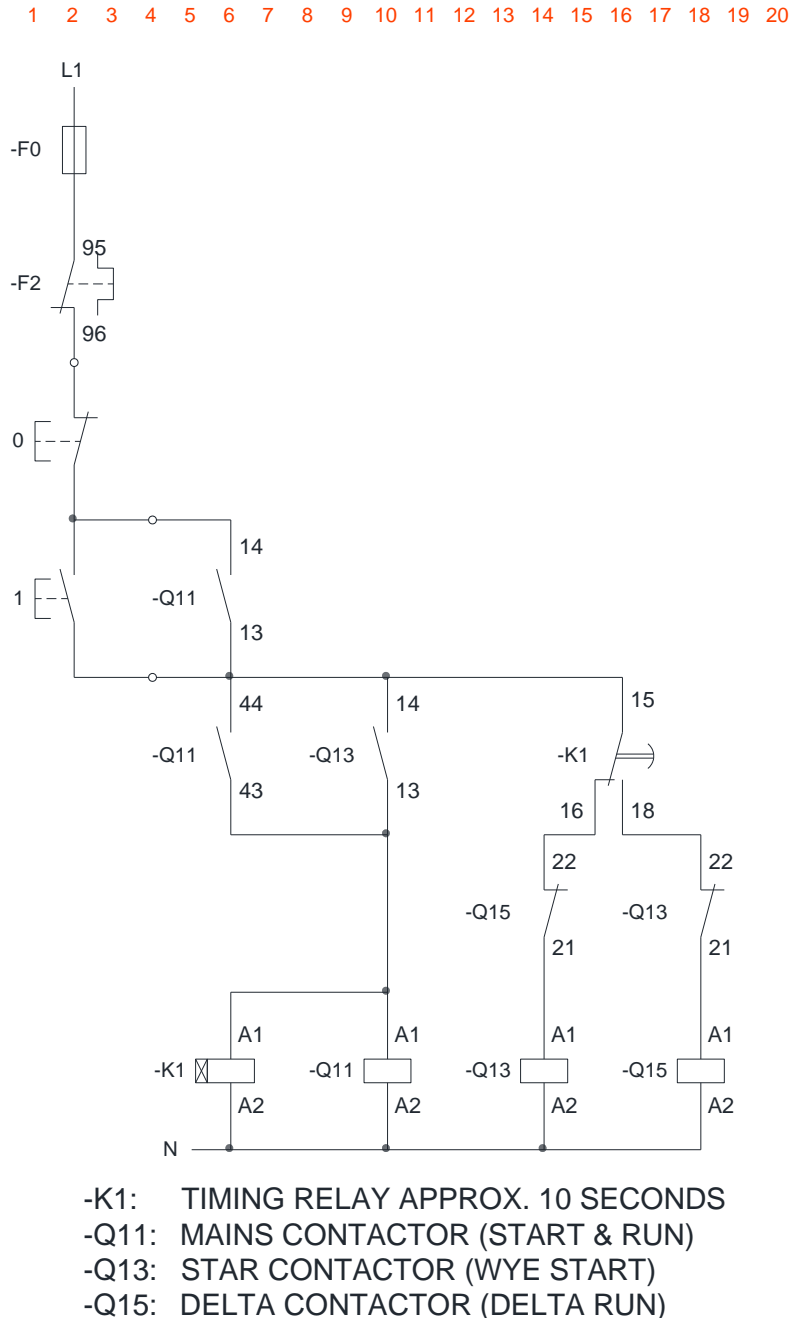 1 2 3 4 5 6 7 8 9 10 11 12 13 14 15 16 17 18 19 20
L1
-F0
95
-F2
96
0
14
1 -Q11
13
44 14 15
-Q11 -Q13 -K1
43 13
16 18
22 22
-Q15 -Q13
21 21
A1 A1 A1 A1
-K1 -Q11 -Q13 -Q15
A2 A2 A2 A2
N
-K1: TIMING RELAY APPROX. 10 SECONDS
-Q11: MAINS CONTACTOR (START & RUN)
-Q13: STAR CONTACTOR (WYE START)
-Q15: DELTA CONTACTOR (DELTA RUN)